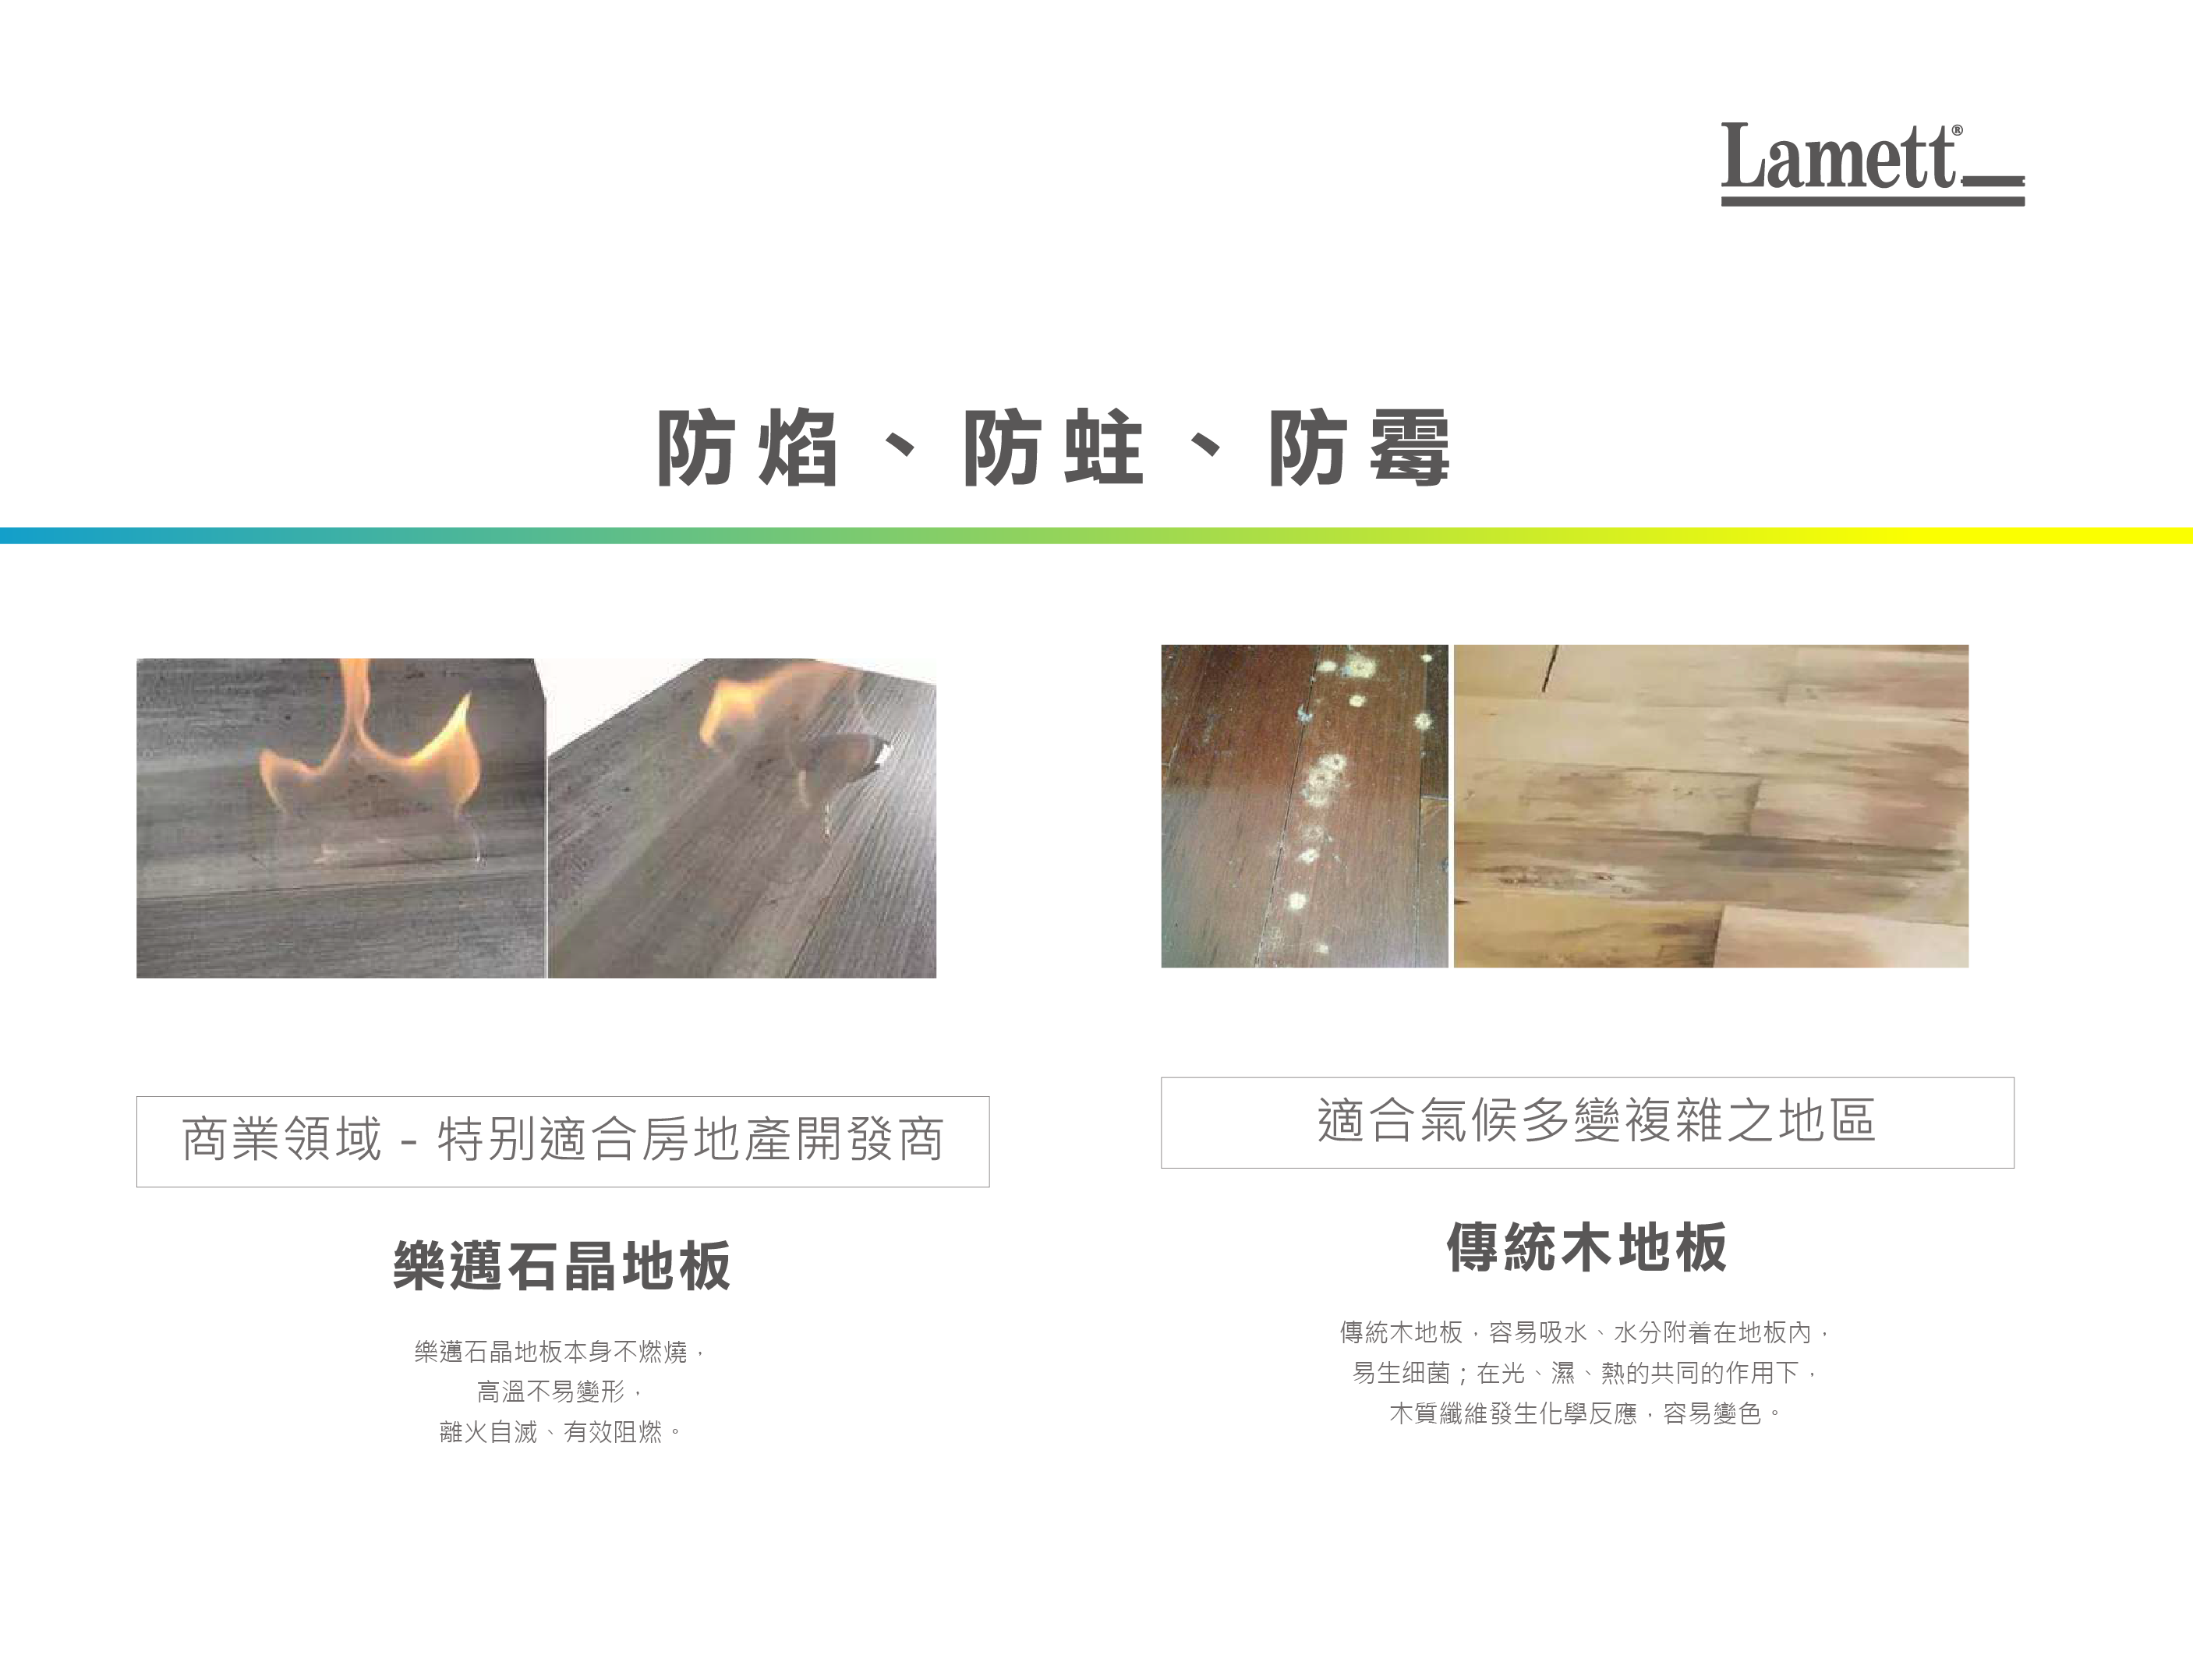 Lamett®
防焰、防蛀、防霉
商業領域 - 特別適合房地產開發商
樂邁石晶地板
樂邁石晶地板本身不燃燒，
高溫不易變形，
離火自滅、有效阻燃。
適合氣候多變複雜之地區
傳統木地板
傳統木地板，容易吸水、水分附着在地板內，
易生细菌；在光、濕、熱的共同的作用下，
木質纖維發生化學反應，容易變色。